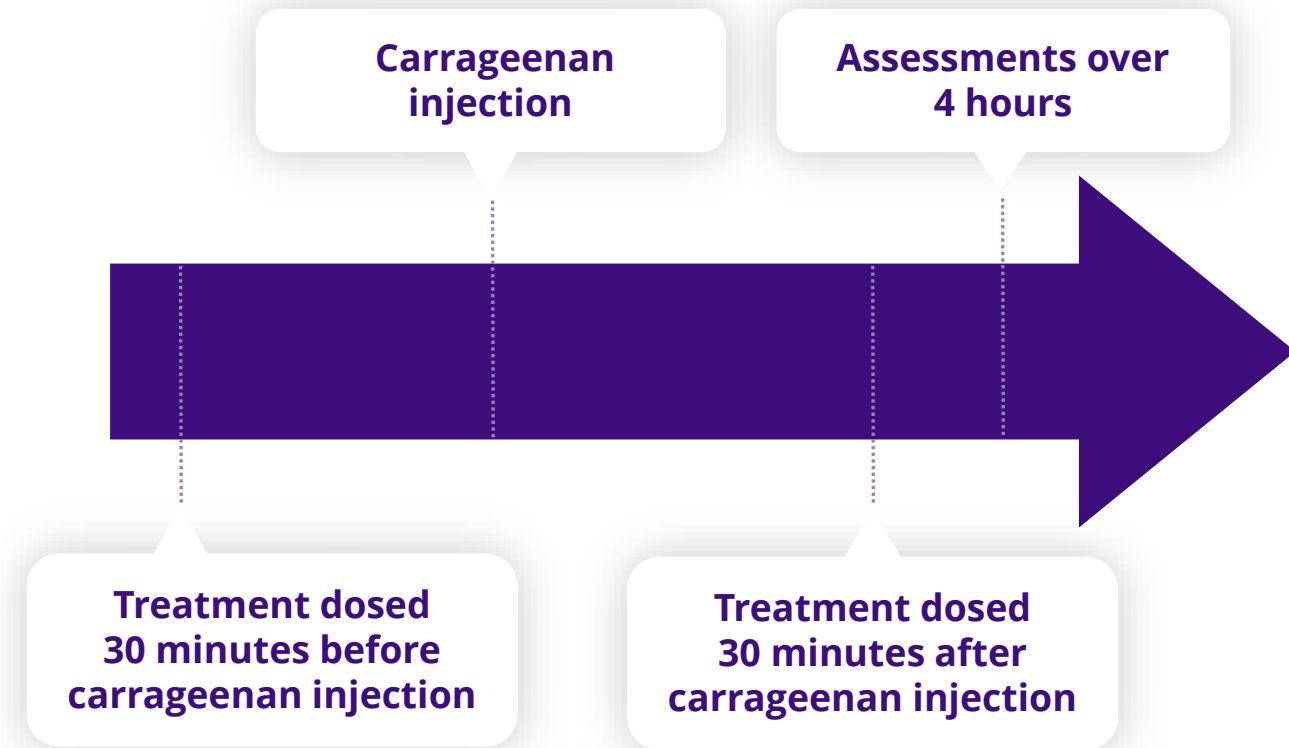 Carrageenan
injection
Assessments over
4 hours
Treatment dosed
30 minutes before
carrageenan injection
Treatment dosed
30 minutes after
carrageenan injection